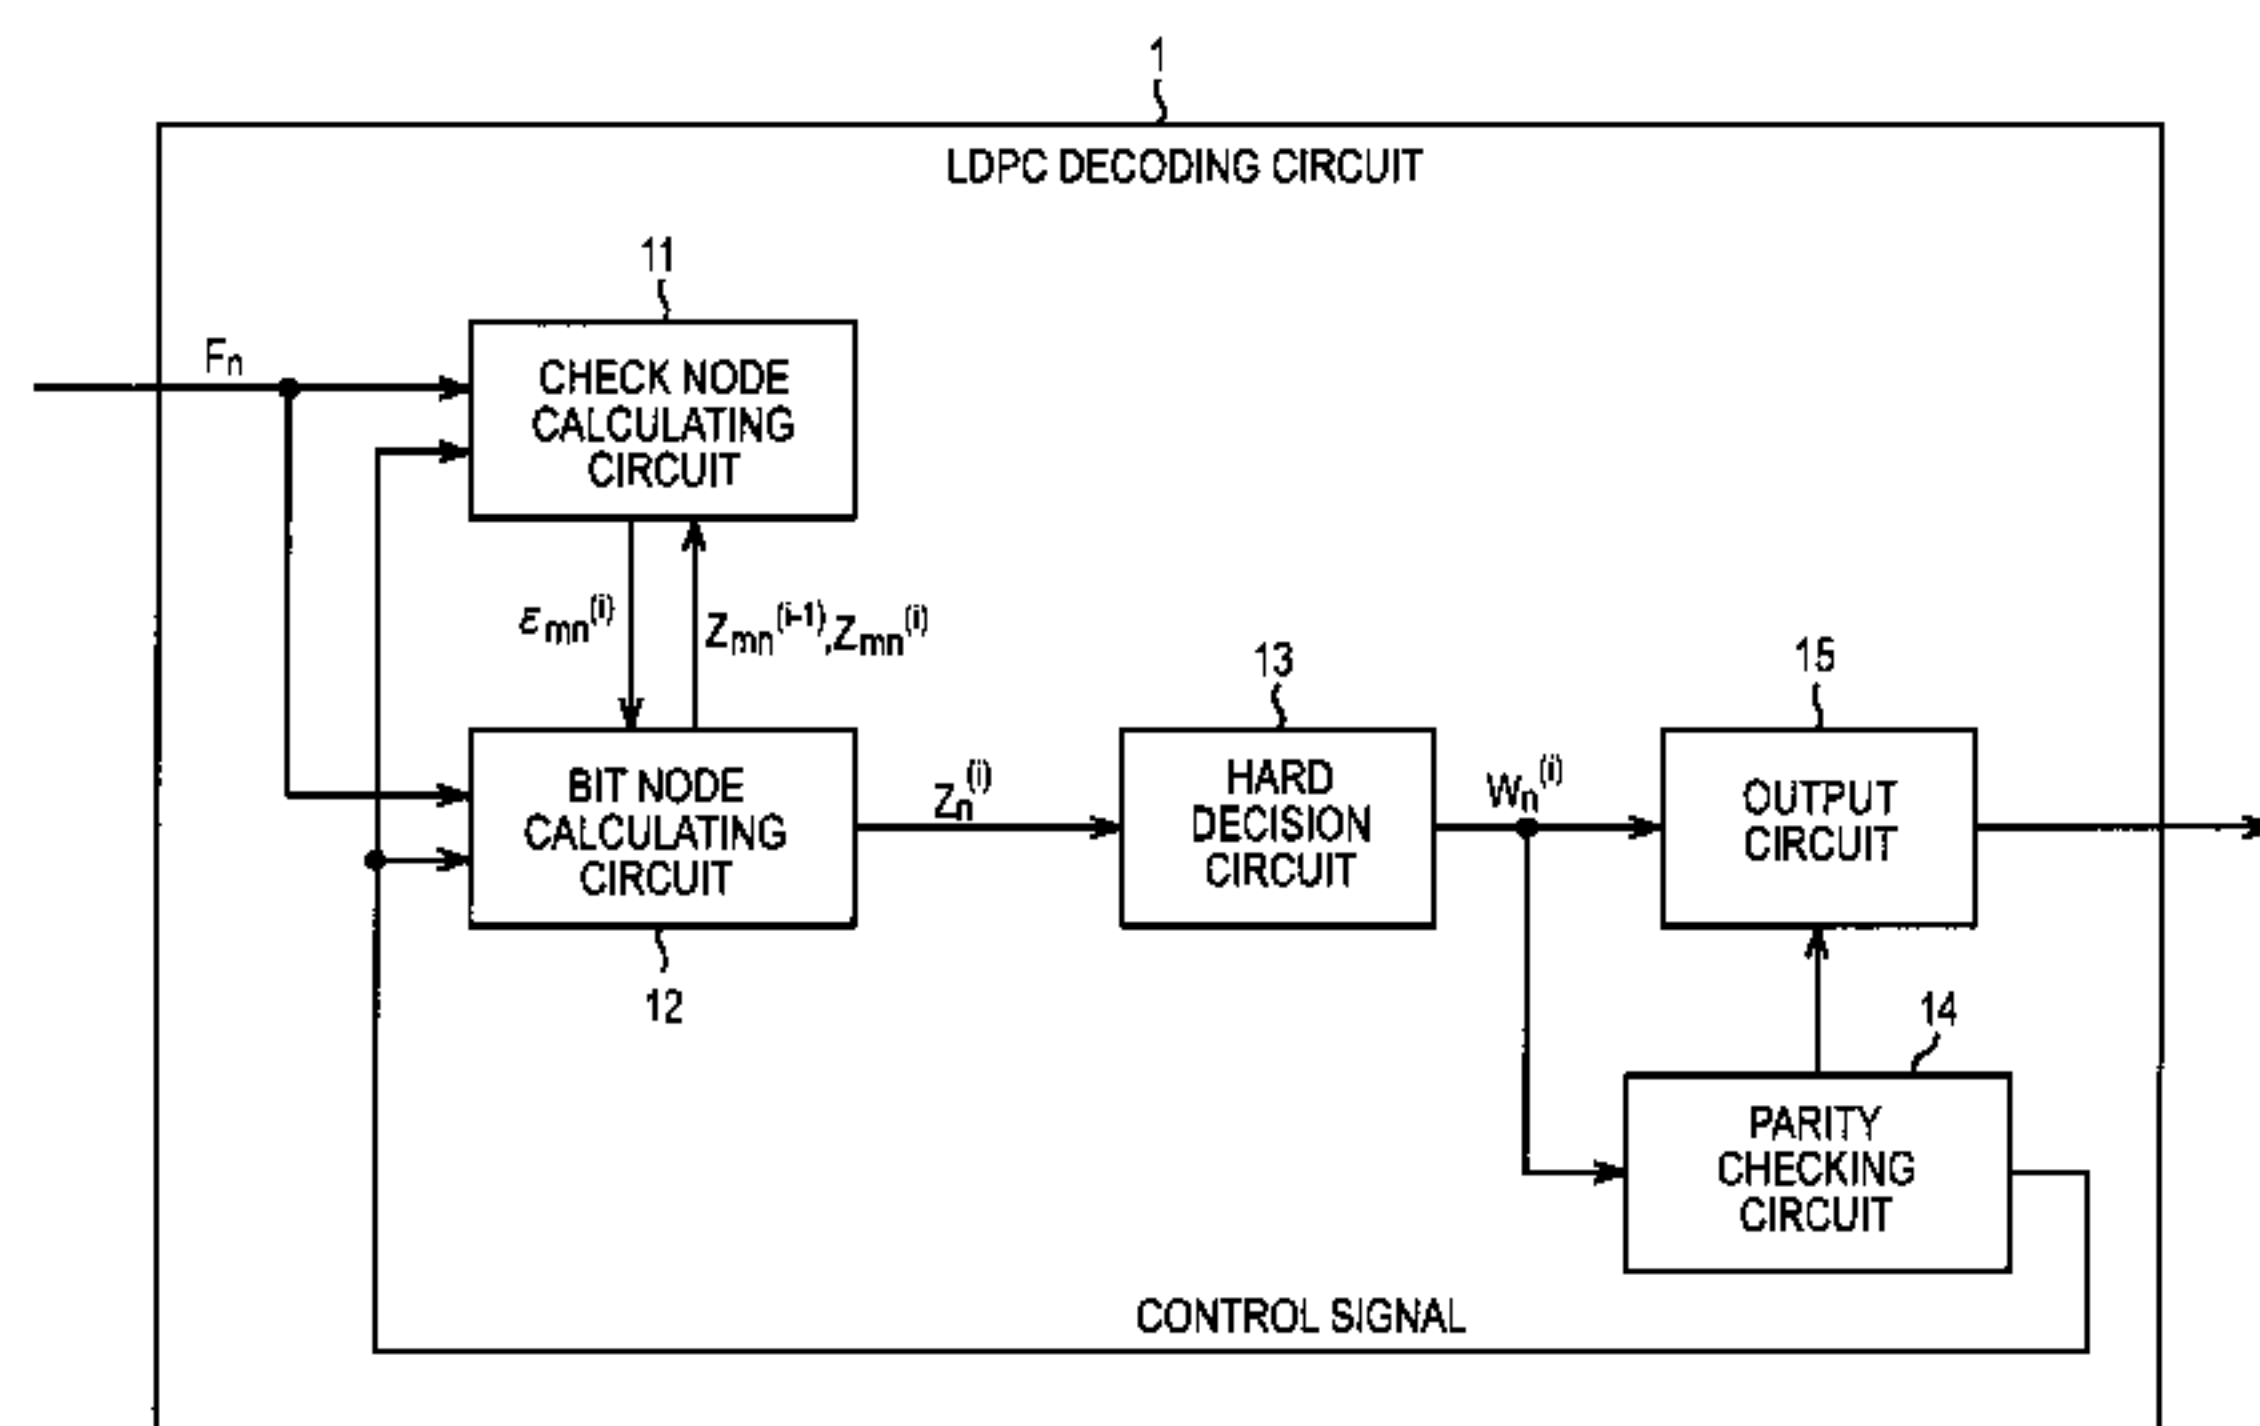 1
LDPC DECODING CIRCUIT
11
Fn
CHECK NODE
CALCULATING
CIRCUIT
εmn(i)
Zmn(i-1),Zmn(i)
13
15
BIT NODE
CALCULATING
CIRCUIT
Zn(i)
HARD
DECISION
CIRCUIT
Wn(i)
OUTPUT
CIRCUIT
12
14
PARITY
CHECKING
CIRCUIT
CONTROL SIGNAL